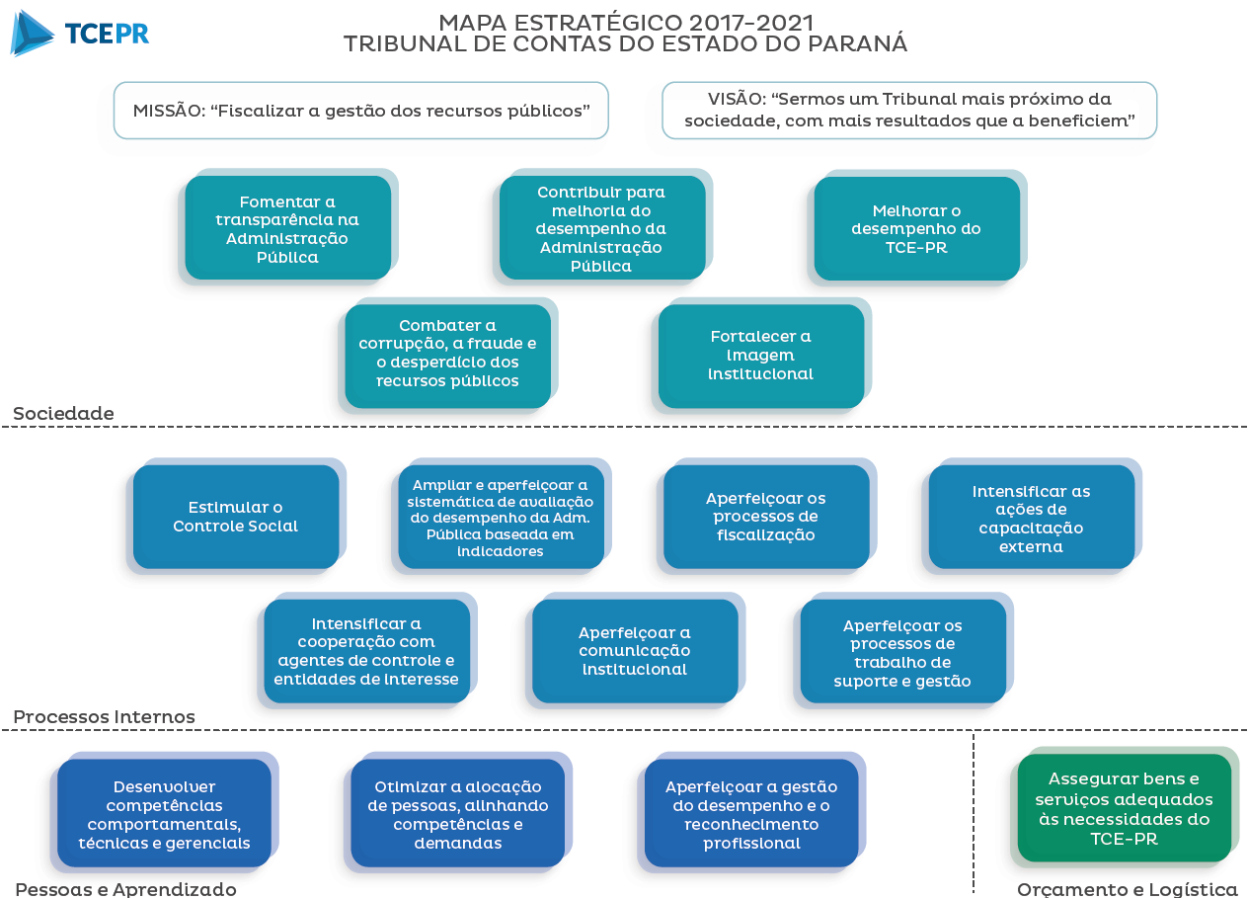 TCEPR
MAPA ESTRATÉGICO 2017-2021
TRIBUNAL DE CONTAS DO ESTADO DO PARANÁ
MISSÃO: “Fiscalizar a gestão dos recursos públicos”
VISÃO: “Sermos um Tribunal mais próximo da
sociedade, com mais resultados que a beneficiem”
Fomentar a
transparência na
Administração
Pública
Contribuir para
melhoria do
desempenho da
Administração
Pública
Melhorar o
desempenho do
TCE-PR
Combater a
corrupção, a fraude e
o desperdício dos
recursos públicos
Fortalecer a
imagem
institucional
Sociedade
Estimular o
Controle Social
Ampliar e aperfeiçoar a
sistemática de avaliação
do desempenho da Adm.
Pública baseada em
indicadores
Aperfeiçoar os
processos de
fiscalização
Intensificar as
ações de
capacitação
externa
Intensificar a
cooperação com
agentes de controle e
entidades de interesse
Aperfeiçoar a
comunicação
institucional
Aperfeiçoar os
processos de
trabalho de
suporte e gestão
Processos Internos
Desenvolver
competências
comportamentais,
técnicas e gerenciais
Otimizar a alocação
de pessoas, alinhando
competências e
demandas
Aperfeiçoar a gestão
do desempenho e o
reconhecimento
profissional
Assegurar bens e
serviços adequados
às necessidades do
TCE-PR
Pessoas e Aprendizado
Orçamento e Logística